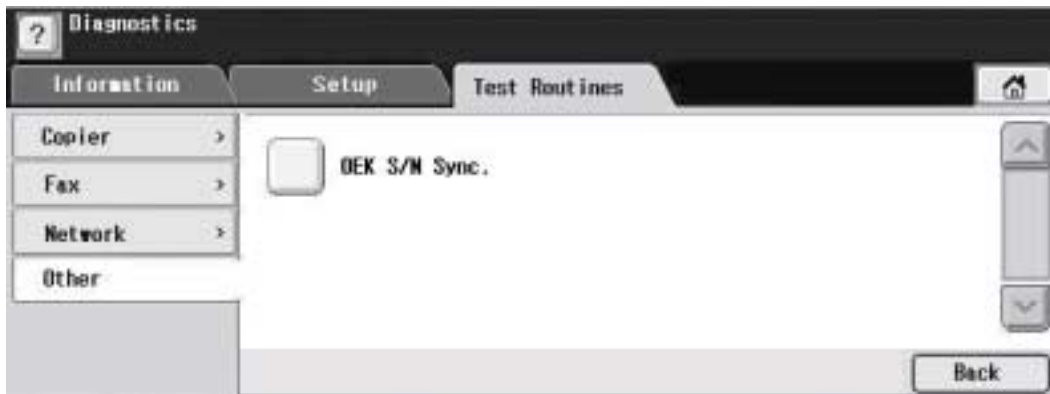 ? Diagnostics
Information Setup Test Routines
Copier >
OEK S/N Sync.
Fax >
Network >
Other
Back